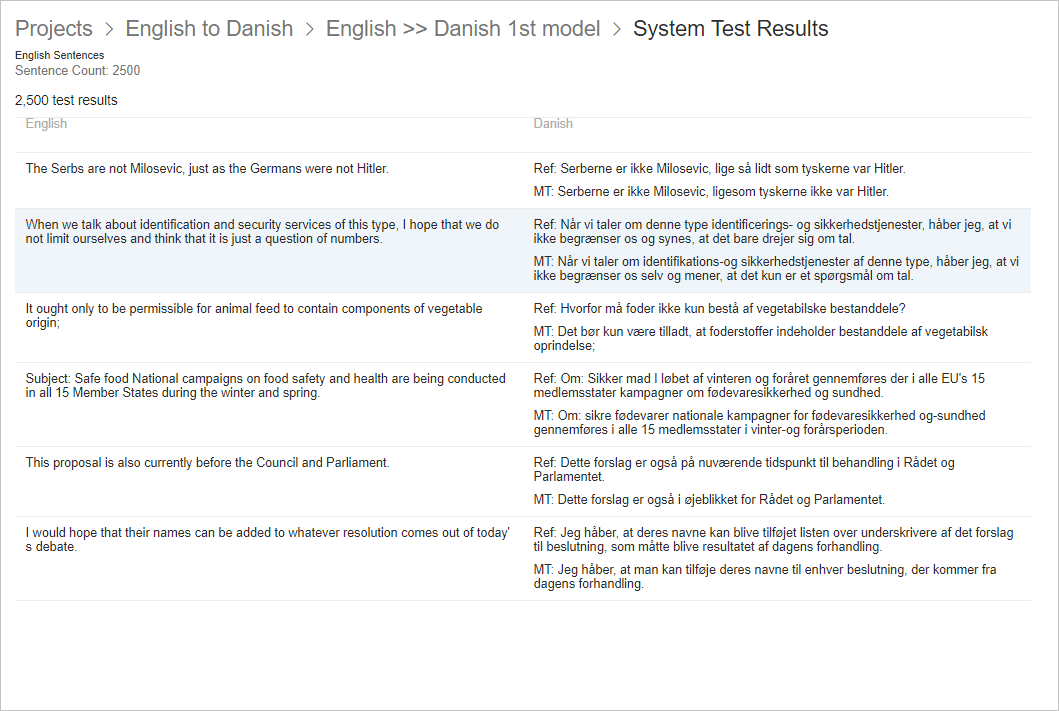 Projects > English to Danish > English >> Danish 1st model > System Test Results
English Sentences
Sentence Count: 2500
2,500 test results
English
Danish
The Serbs are not Milosevic, just as the Germans were not Hitler.
Ref: Serberne er ikke Milosevic, lige så lidt som tyskerne var Hitler.
MT: Serberne er ikke Milosevic, ligesom tyskerne ikke var Hitler.
When we talk about identification and security services of this type, I hope that we do
not limit ourselves and think that it is just a question of numbers.
Ref: Når vi taler om denne type identificerings- og sikkerhedstjenester, håber jeg, at vi
ikke begrænser os og synes, at det bare drejer sig om tal.
MT: Når vi taler om identifikations-og sikkerhedstjenester af denne type, håber jeg, at vi
ikke begrænser os selv og mener, at det kun er et spørgsmål om tal.
It ought only to be permissible for animal feed to contain components of vegetable
origin;
Ref: Hvorfor må foder ikke kun bestå af vegetabilske bestanddele?
MT: Det bør kun være tilladt, at foderstoffer indeholder bestanddele af vegetabilsk
oprindelse;
Subject: Safe food National campaigns on food safety and health are being conducted
in all 15 Member States during the winter and spring.
Ref: Om: Sikker mad I løbet af vinteren og foråret gennemføres der i alle EU's 15
medlemsstater kampagner om fødevaresikkerhed og sundhed.
MT: Om: sikre fødevarer nationale kampagner for fødevaresikkerhed og-sundhed
gennemføres i alle 15 medlemsstater i vinter-og forårsperioden.
This proposal is also currently before the Council and Parliament.
Ref: Dette forslag er også på nuværende tidspunkt til behandling i Rådet og
Parlamentet.
MT: Dette forslag er også i øjeblikket for Rådet og Parlamentet.
I would hope that their names can be added to whatever resolution comes out of today'
s debate.
Ref: Jeg håber, at deres navne kan blive tilføjet listen over underskrivere af det forslag
til beslutning, som måtte blive resultatet af dagens forhandling.
MT: Jeg håber, at man kan tilføje deres navne til enhver beslutning, der kommer fra
dagens forhandling.